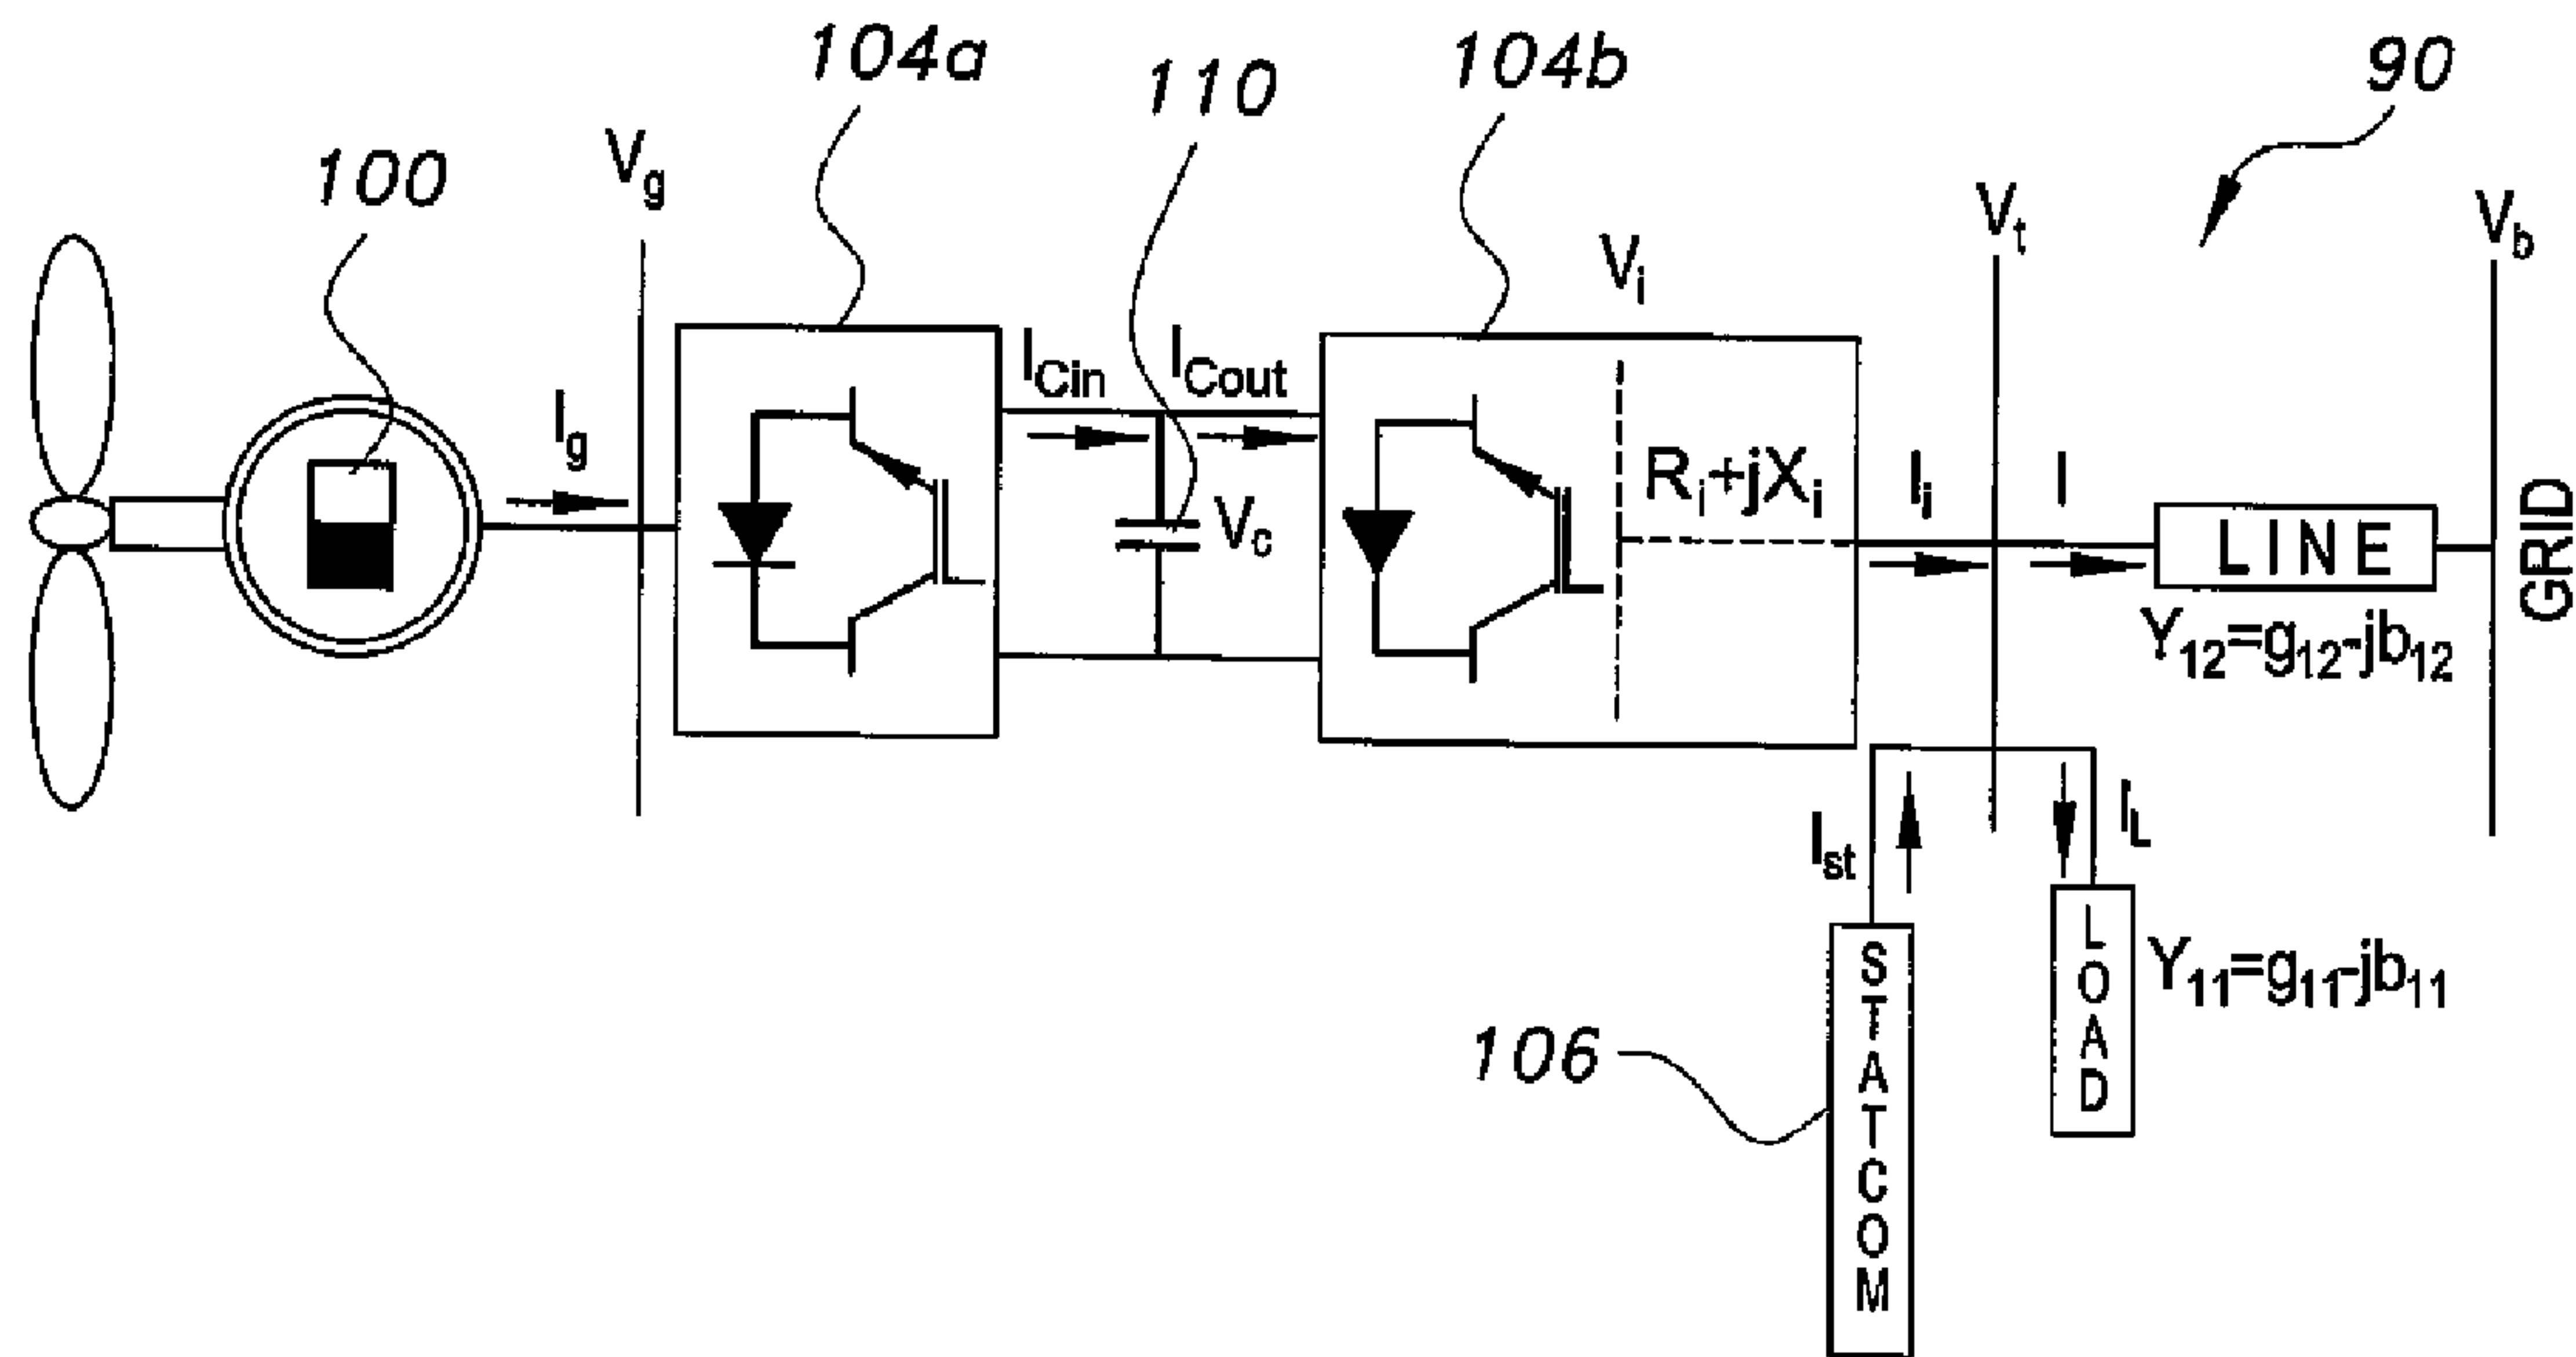 104a
110
104b
90
100
Vg
Vi
Vt
Vb
Ig
ICin
ICout
Vc
Ri+jXi
Ii
I
LINE
GRID
Y12=g12-jb12
Ist
IL
STATCOM
LOAD
Y11=g11-jb11
106